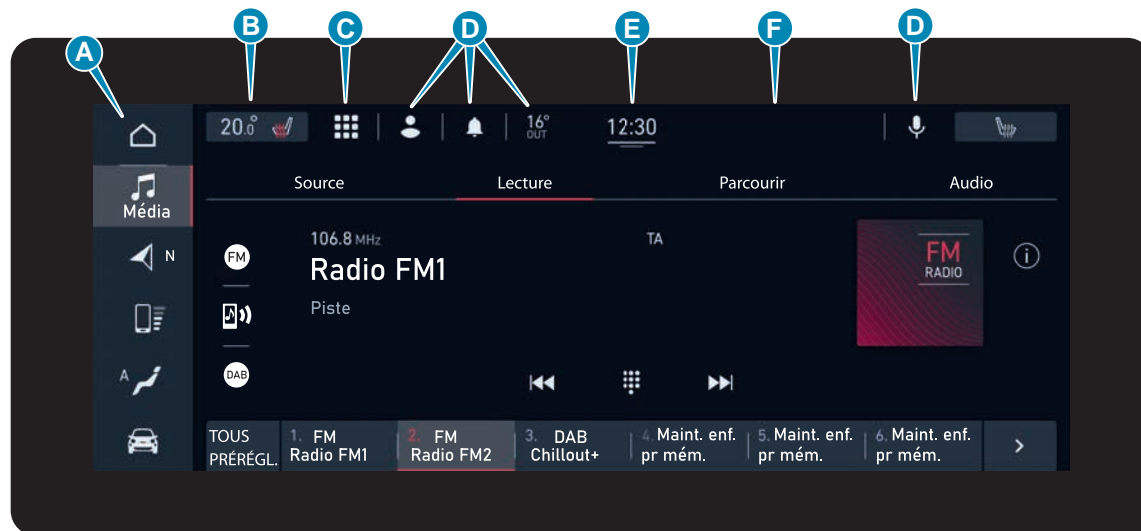 A
B
C
D
E
F
D
20.0°
16°
OUT
12:30
Média
N
A
Source
Lecture
Parcourir
Audio
FM
106.8 MHz
TA
Radio FM1
Piste
DAB
FM
RADIO
i
TOUS
PRÉRÉGL.
1. FM
Radio FM1
2. FM
Radio FM2
3. DAB
Chillout+
4. Maint. enf.
pr mém.
5. Maint. enf.
pr mém.
6. Maint. enf.
pr mém.